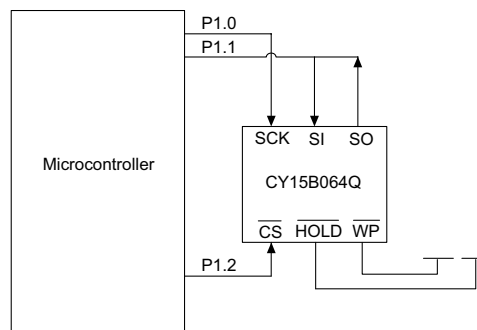 P1.0
P1.1
SCK SI SO
Microcontroller
CY15B064Q
CS HOLD WP
P1.2